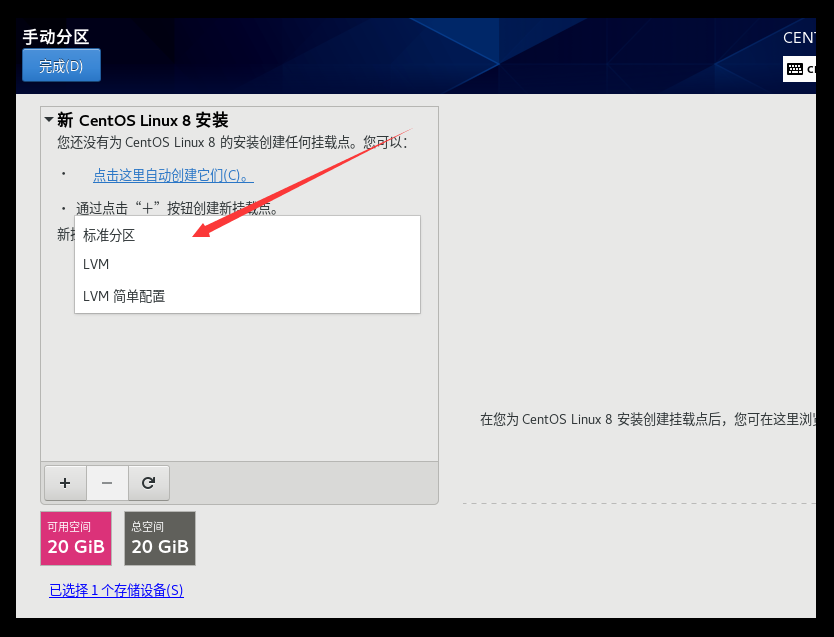 手动分区
CENT
完成(D)
新 CentOS Linux 8 安装
您还没有为 CentOS Linux 8 的安装创建任何挂载点。您可以：
· 点击这里自动创建它们(C)。
· 通过点击“＋”按钮创建新挂载点。
新
标准分区
LVM
LVM 简单配置
在您为 CentOS Linux 8 安装创建挂载点后，您可在这里浏
+ − 
可用空间
20 GiB
总空间
20 GiB
已选择 1 个存储设备(S)